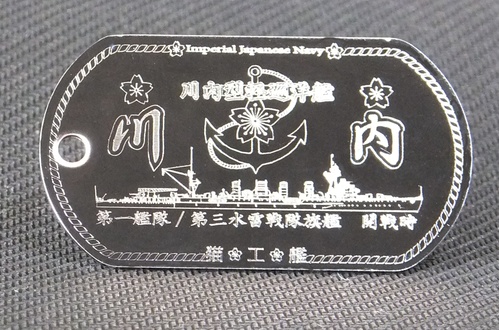 Imperial Japanese Navy
川内型軽巡洋艦
川 内
第一艦隊/第三水雷戦隊旗艦 開戦時
猫工艦